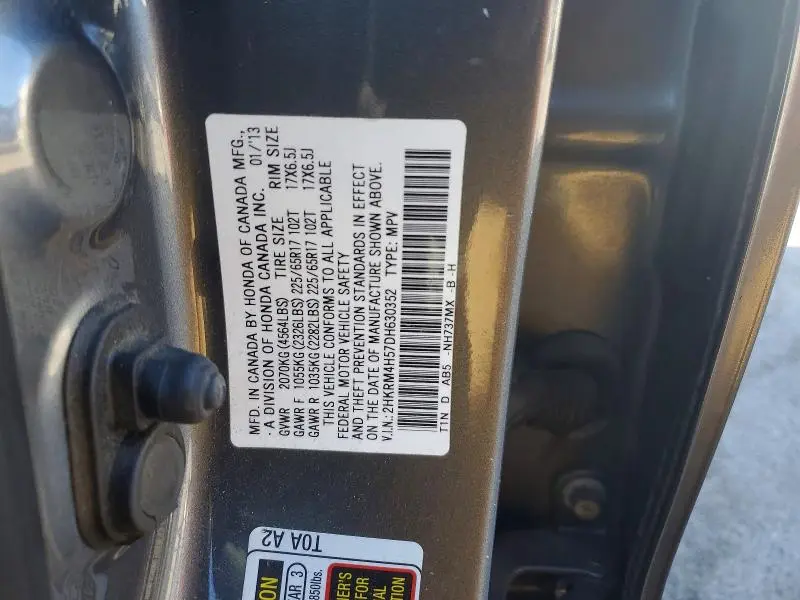 MFD. IN CANADA BY HONDA OF CANADA MFG.,
A DIVISION OF HONDA CANADA INC. 01/'13
GVWR 2070KG(4564LBS) TIRE SIZE RIM SIZE
GAWR F 1055KG(2326LBS) 225/65R17 102T 17X6.5J
GAWR R 1035KG(2282LBS) 225/65R17 102T 17X6.5J
THIS VEHICLE CONFORMS TO ALL APPLICABLE
FEDERAL MOTOR VEHICLE SAFETY
AND THEFT PREVENTION STANDARDS IN EFFECT
ON THE DATE OF MANUFACTURE SHOWN ABOVE.
V.I.N.:2HKRM4H57DH630352 TYPE: MPV
T1N D AB5 -NH737MX -B -H
T0A A2
AR 3
850lbs.